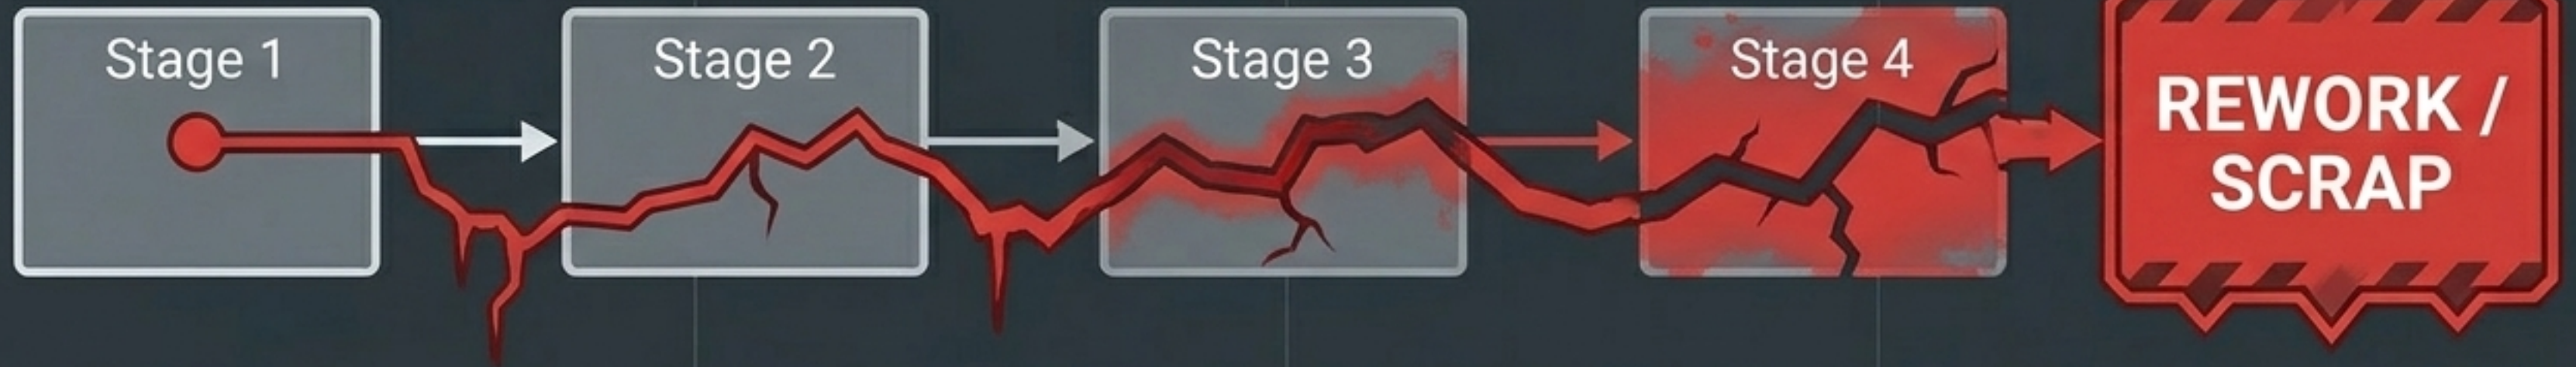 Stage 1
Stage 2
Stage 3
Stage 4
REWORK /
SCRAP